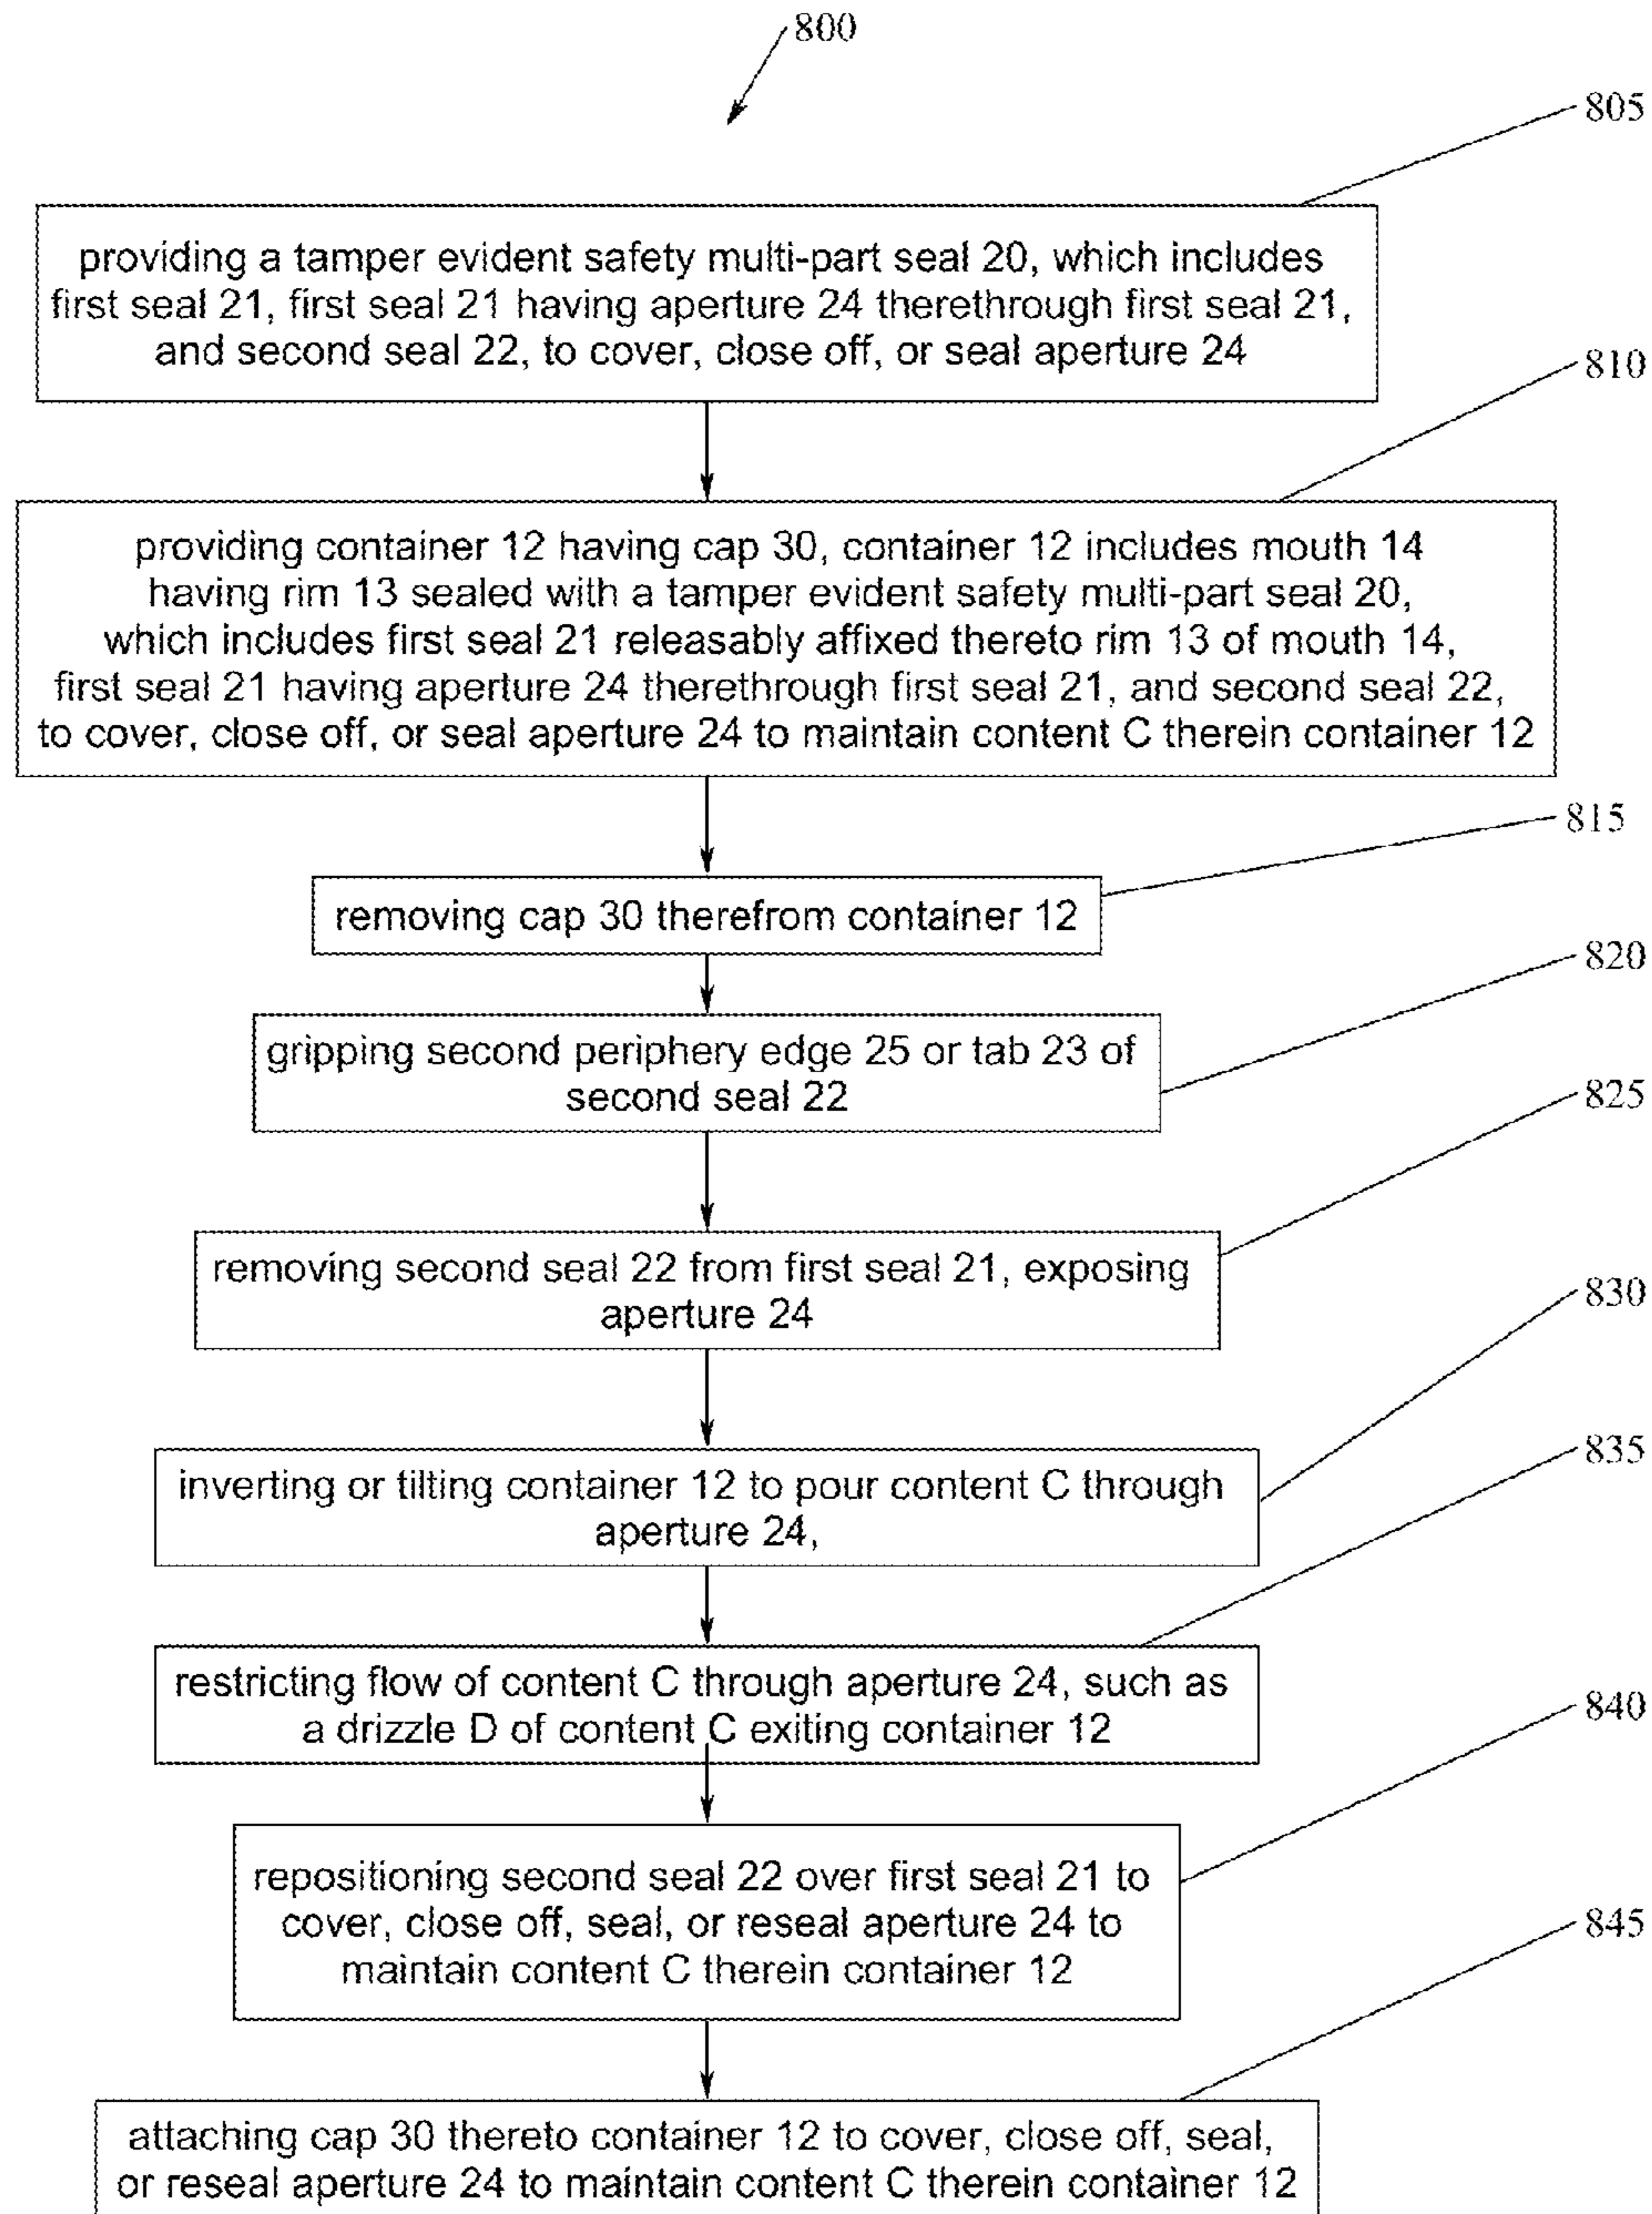 800
805
providing a tamper evident safety multi-part seal 20, which includes
first seal 21, first seal 21 having aperture 24 therethrough first seal 21,
and second seal 22, to cover, close off, or seal aperture 24
810
providing container 12 having cap 30, container 12 includes mouth 14
having rim 13 sealed with a tamper evident safety multi-part seal 20,
which includes first seal 21 releasably affixed thereto rim 13 of mouth 14,
first seal 21 having aperture 24 therethrough first seal 21, and second seal 22,
to cover, close off, or seal aperture 24 to maintain content C therein container 12
815
removing cap 30 therefrom container 12
820
gripping second periphery edge 25 or tab 23 of
second seal 22
825
removing second seal 22 from first seal 21, exposing
aperture 24
830
inverting or tilting container 12 to pour content C through
aperture 24,
835
restricting flow of content C through aperture 24, such as
a drizzle D of content C exiting container 12
840
repositioning second seal 22 over first seal 21 to
cover, close off, seal, or reseal aperture 24 to
maintain content C therein container 12
845
attaching cap 30 thereto container 12 to cover, close off, seal,
or reseal aperture 24 to maintain content C therein container 12